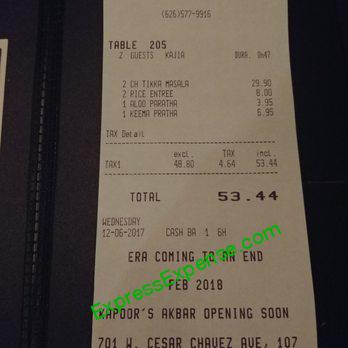 (626)577-9916
TABLE 205
2 GUESTS KAJIA DURA. 0h47
2 CH TIKKA MASALA 29.90
2 RICE ENTREE 8.00
1 ALOO PARATHA 3.95
1 KEEMA PRATHA 6.95
TAX Detail
excl. TAX incl.
TAX1 48.80 4.64 53.44
TOTAL 53.44
WEDNESDAY
12-06-2017 CASH BA 1 6H
ERA COMING TO AN END
FEB 2018
KAPOOR'S AKBAR OPENING SOON
701 W. CESAR CHAVEZ AVE, 107
ExpressExpense.com